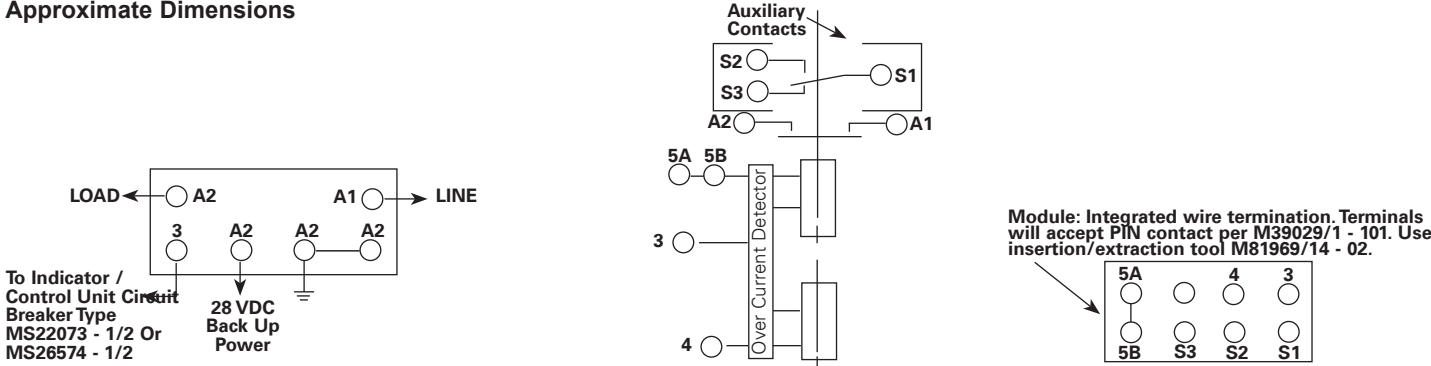 Approximate Dimensions
LOAD
A2
A1
LINE
3
A2
A2
A2
To Indicator /
Control Unit Circuit
Breaker Type
MS22073 - 1/2 Or
MS26574 - 1/2
28 VDC
Back Up
Power
Auxiliary
Contacts
S2
S3
S1
A2
A1
5A 5B
3
4
Over Current Detector
Module: Integrated wire termination. Terminals
will accept PIN contact per M39029/1 - 101. Use
insertion/extraction tool M81969/14 - 02.
5A 4 3
5B S3 S2 S1